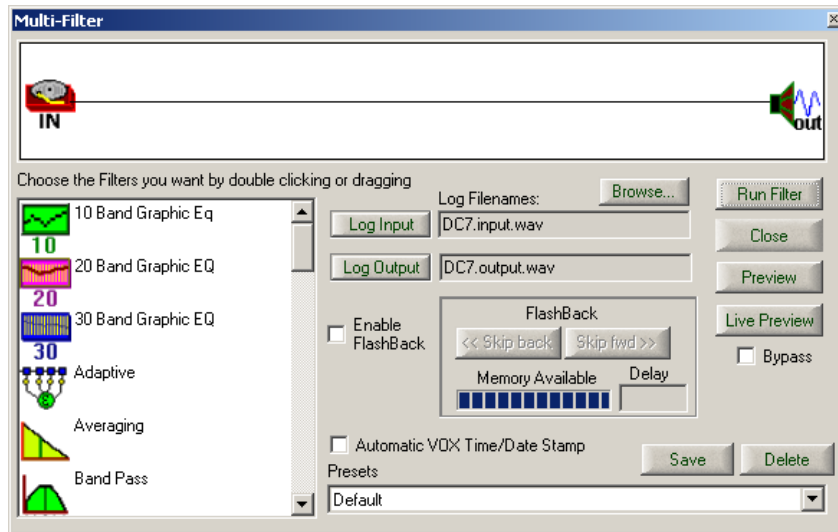 Multi-Filter
IN
out
Choose the Filters you want by double clicking or dragging
10 Band Graphic Eq
10
20 Band Graphic EQ
20
30 Band Graphic EQ
30
Adaptive
Averaging
Band Pass
Log Filenames:
Browse...
Log Input
DC7.input.wav
Log Output
DC7.output.wav
Enable
FlashBack
FlashBack
<< Skip back
Skip fwd >>
Memory Available
Delay
Run Filter
Close
Preview
Live Preview
Bypass
Automatic VOX Time/Date Stamp
Save
Delete
Presets
Default